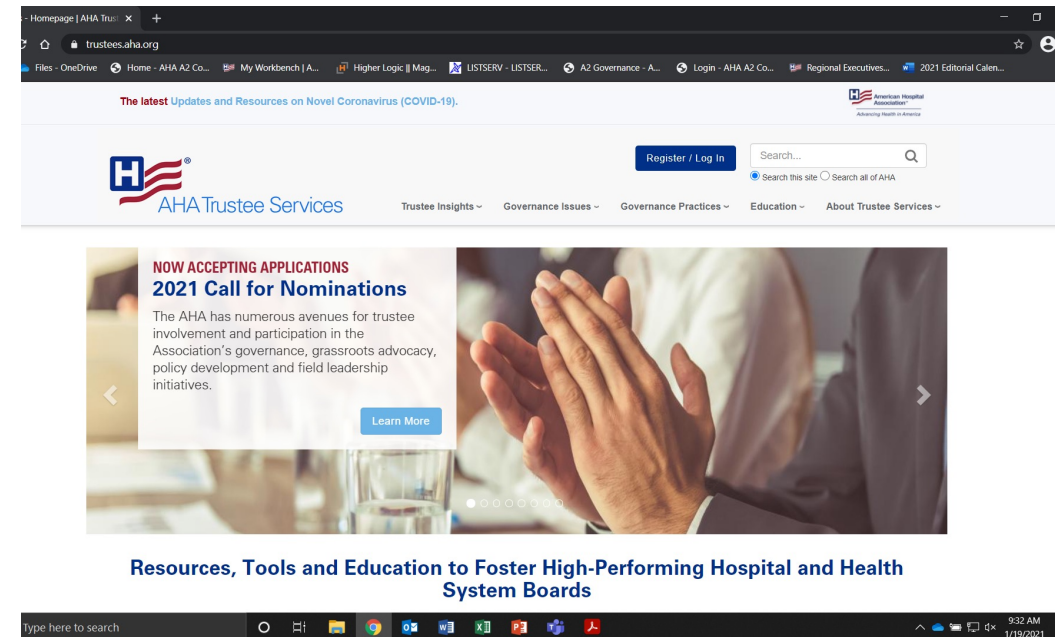 - Homepage | AHA Trus
trustees.aha.org
Files - OneDrive
Home - AHA A2 Co...
My Workbench | A...
Higher Logic || Mag...
LISTSERV - LISTSER...
A2 Governance - A...
Login - AHA A2 Co...
Regional Executives...
2021 Editorial Calen...
The latest Updates and Resources on Novel Coronavirus (COVID-19).
American Hospital
Association
Advancing Health in America
H
Register / Log In
Search...
Search this site Search all of AHA
AHA Trustee Services
Trustee Insights
Governance Issues
Governance Practices
Education
About Trustee Services
NOW ACCEPTING APPLICATIONS
2021 Call for Nominations
The AHA has numerous avenues for trustee
involvement and participation in the
Association's governance, grassroots advocacy,
policy development and field leadership
initiatives.
Learn More
Resources, Tools and Education to Foster High-Performing Hospital and Health
System Boards
Type here to search
9:32 AM
1/19/2021